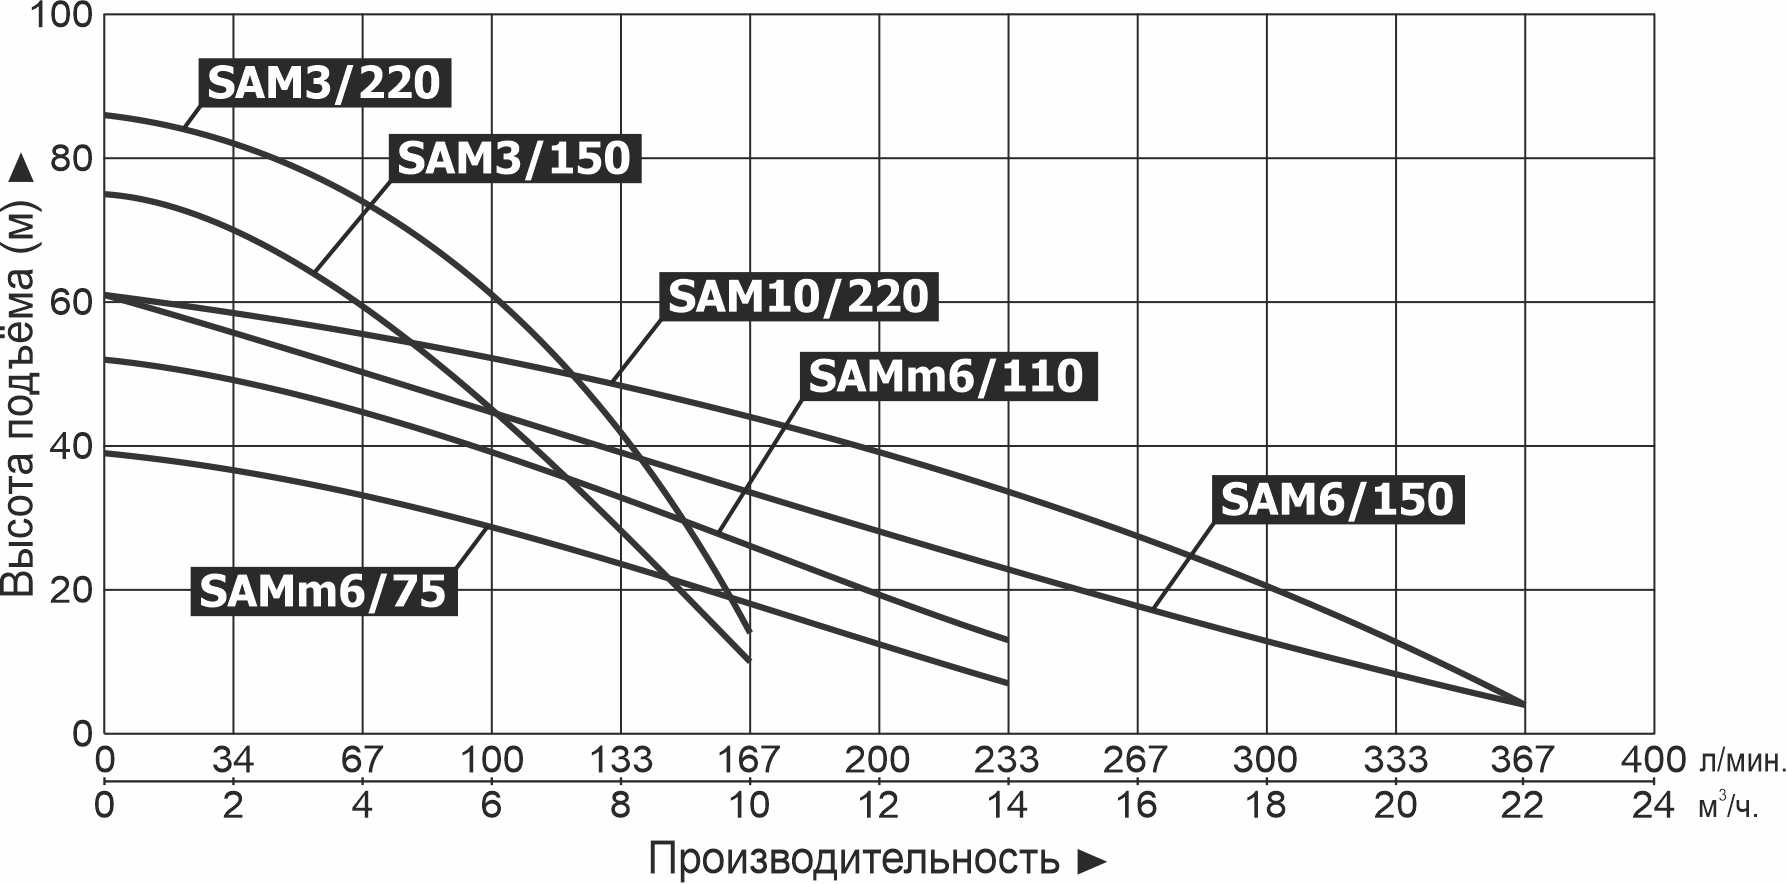 100
SAM3/220
SAM3/150
80
SAM10/220
60
SAMm6/110
40
SAM6/150
SAMm6/75
20
0
Высота подъёма (м) ►
0 34 67 100 133 167 200 233 267 300 333 367 400 л/мин.
0 2 4 6 8 10 12 14 16 18 20 22 24 м³/ч.
Производительность ►